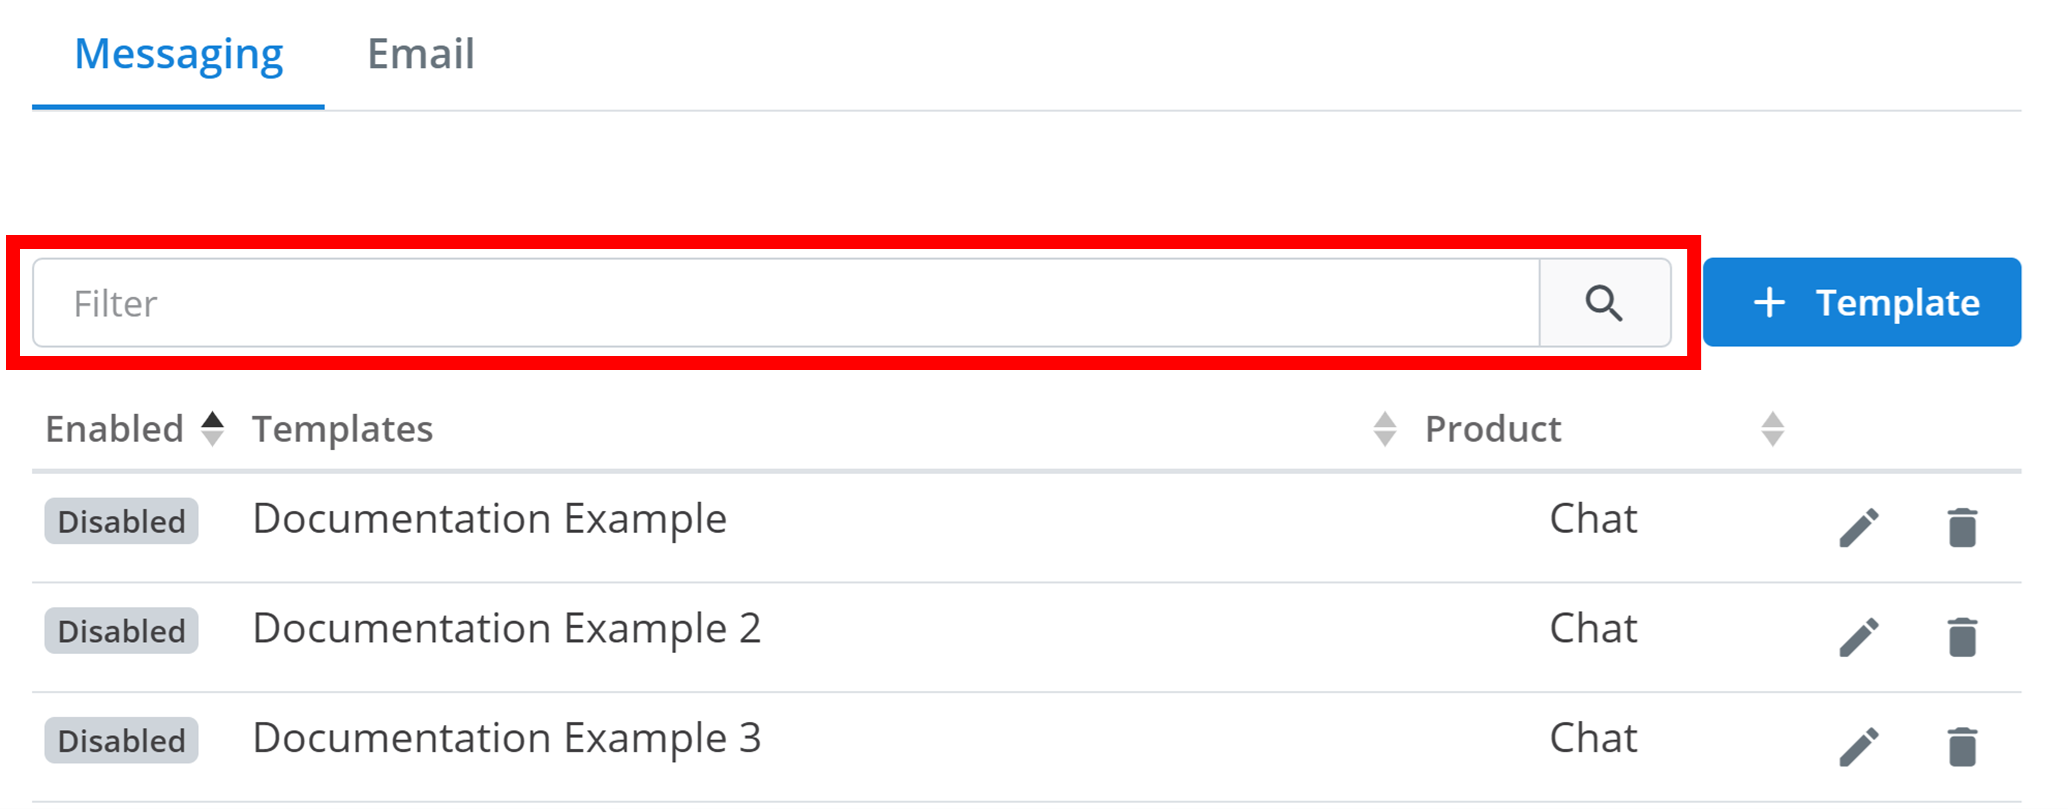 Messaging Email
Filter
+ Template
Enabled Templates Product
Disabled Documentation Example Chat
Disabled Documentation Example 2 Chat
Disabled Documentation Example 3 Chat